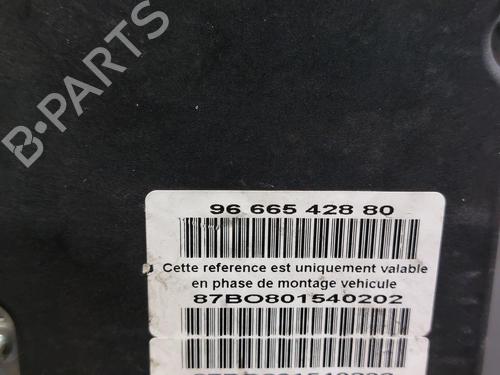 B-PARTS
96 665 428 80
Cette reference est uniquement valable
en phase de montage vehicule
87BO801540202